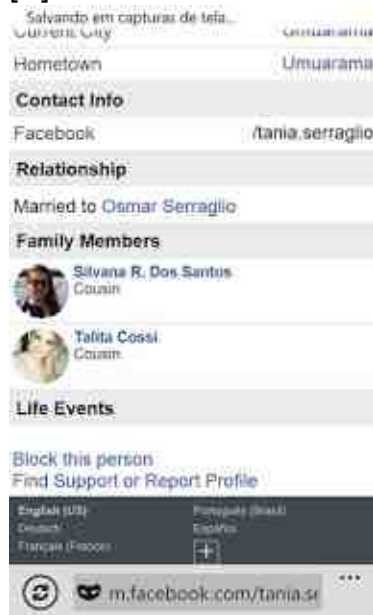 Salvando em capturas de tela...
Current City Umuarama
Hometown Umuarama
Contact Info
Facebook /tania.serraglio
Relationship
Married to Osmar Serraglio
Family Members
Silvana R. Dos Santos
Cousin
Talita Cossi
Cousin
Life Events
Block this person
Find Support or Report Profile
English (US) Português (Brasil)
Deutsch Español
Français (France)
m.facebook.com/tania.se